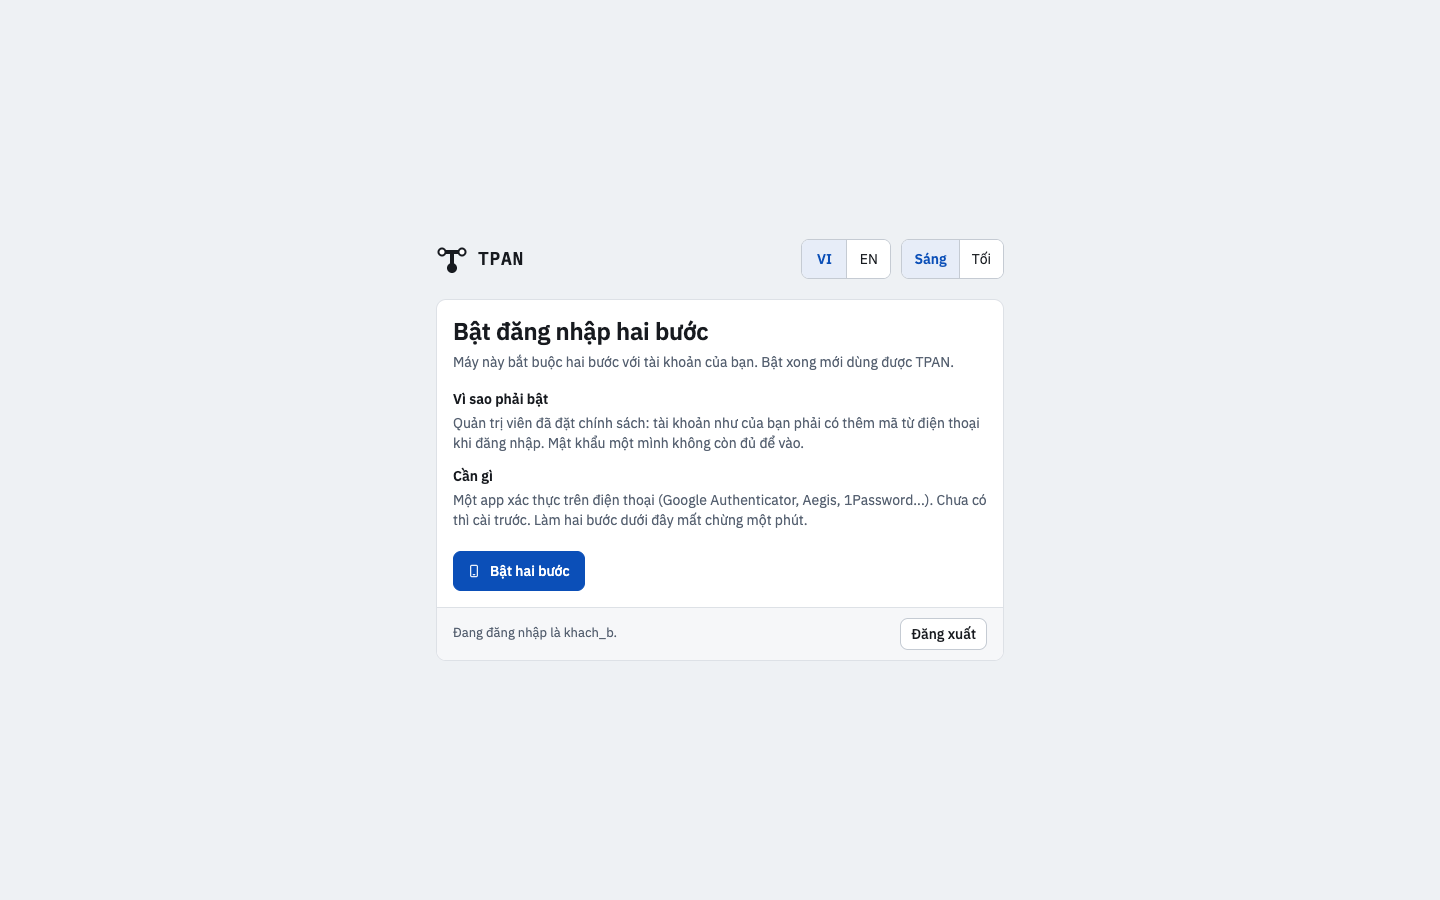 TPAN
VI
EN
Sáng
Tối
Bật đăng nhập hai bước
Máy này bắt buộc hai bước với tài khoản của bạn. Bật xong mới dùng được TPAN.
Vì sao phải bật
Quản trị viên đã đặt chính sách: tài khoản như của bạn phải có thêm mã từ điện thoại
khi đăng nhập. Mật khẩu một mình không còn đủ để vào.
Cần gì
Một app xác thực trên điện thoại (Google Authenticator, Aegis, 1Password...). Chưa có
thì cài trước. Làm hai bước dưới đây mất chừng một phút.
Bật hai bước
Đang đăng nhập là khach_b.
Đăng xuất